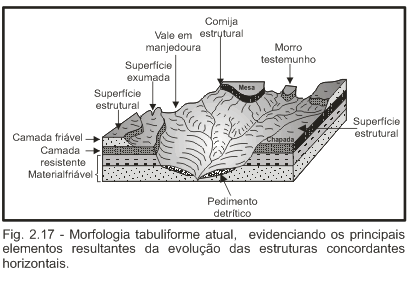 Cornija
estrutural
Vale em
manjedoura
Morro
testemunho
Superfície
exumada
Mesa
Superfície
estrutural
Superfície
estrutural
Camada friável
Chapada
Camada
resistente
Materialfriável
Pedimento
detrítico
Fig. 2.17 - Morfologia tabuliforme atual, evidenciando os principais
elementos resultantes da evolução das estruturas concordantes
horizontais.